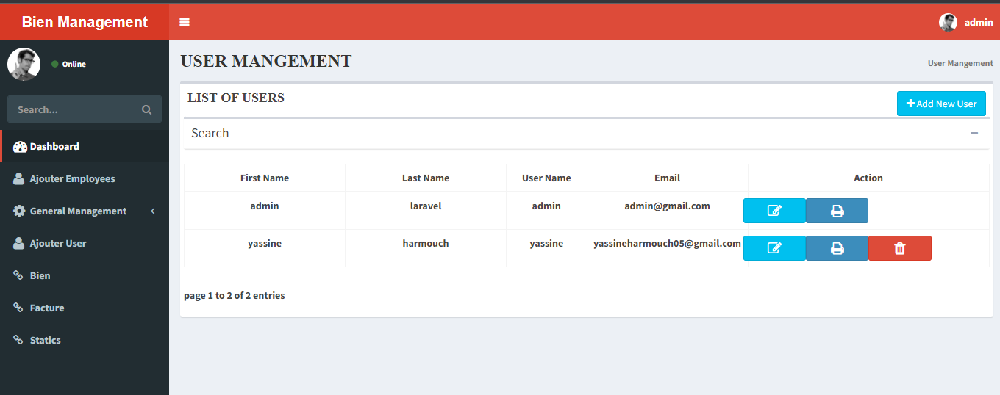 Bien Management
admin
Online
Search...
Dashboard
Ajouter Employees
General Management
Ajouter User
Bien
Facture
Statics
USER MANGEMENT
User Mangement
LIST OF USERS
Add New User
Search
First Name Last Name User Name Email Action
admin laravel admin admin@gmail.com
yassine harmouch yassine yassineharmouch05@gmail.com
page 1 to 2 of 2 entries